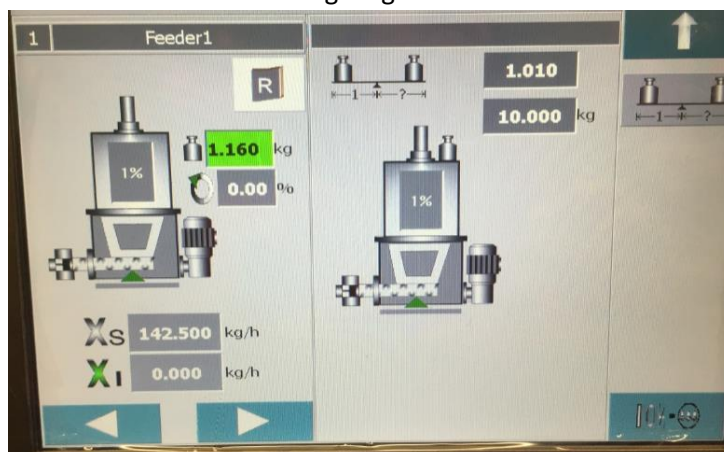 1 Feeder1
R
1.160 kg
1%
0.00 %
XS 142.500 kg/h
XI 0.000 kg/h
1 ?
1.010
10.000 kg
1%
1 ?